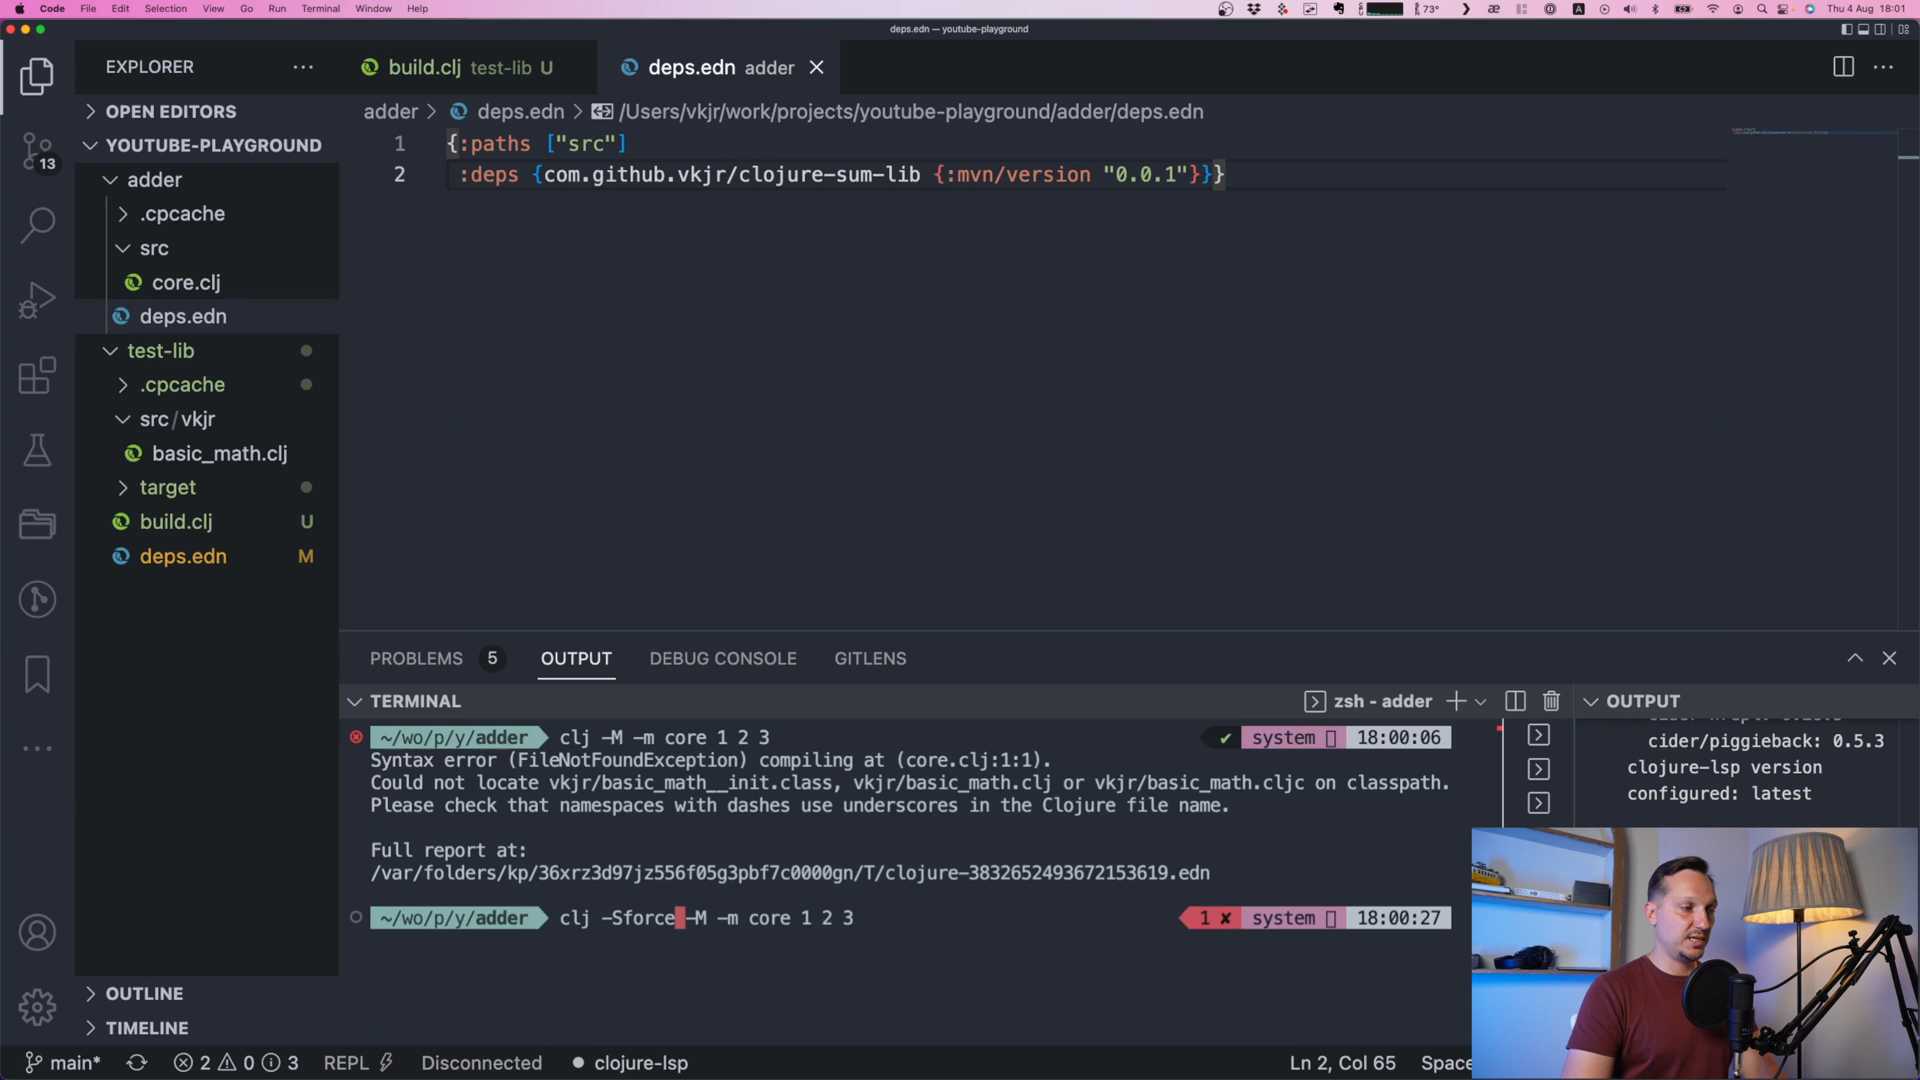 Code File Edit Selection View Go Run Terminal Window Help
73° Thu 4 Aug 18:01
deps.edn — youtube-playground
EXPLORER
build.clj test-lib U
deps.edn adder
OPEN EDITORS
adder > deps.edn > /Users/vkjr/work/projects/youtube-playground/adder/deps.edn
YOUTUBE-PLAYGROUND
1 {:paths ["src"]
2 :deps {com.github.vkjr/clojure-sum-lib {:mvn/version "0.0.1"}}}
13
adder
.cpcache
src
core.clj
deps.edn
test-lib
.cpcache
src/vkjr
basic_math.clj
target
build.clj U
deps.edn M
PROBLEMS 5 OUTPUT DEBUG CONSOLE GITLENS
TERMINAL
zsh - adder
OUTPUT
~/wo/p/y/adder clj -M -m core 1 2 3
✔ system 18:00:06
Syntax error (FileNotFoundException) compiling at (core.clj:1:1).
Could not locate vkjr/basic_math__init.class, vkjr/basic_math.clj or vkjr/basic_math.cljc on classpath.
Please check that namespaces with dashes use underscores in the Clojure file name.
Full report at:
/var/folders/kp/36xrz3d97jz556f05g3pbf7c0000gn/T/clojure-3832652493672153619.edn
~/wo/p/y/adder clj -Sforce -M -m core 1 2 3
1 ✘ system 18:00:27
cider/piggieback: 0.5.3
clojure-lsp version
configured: latest
OUTLINE
TIMELINE
main* 2 0 3 REPL Disconnected clojure-lsp
Ln 2, Col 65